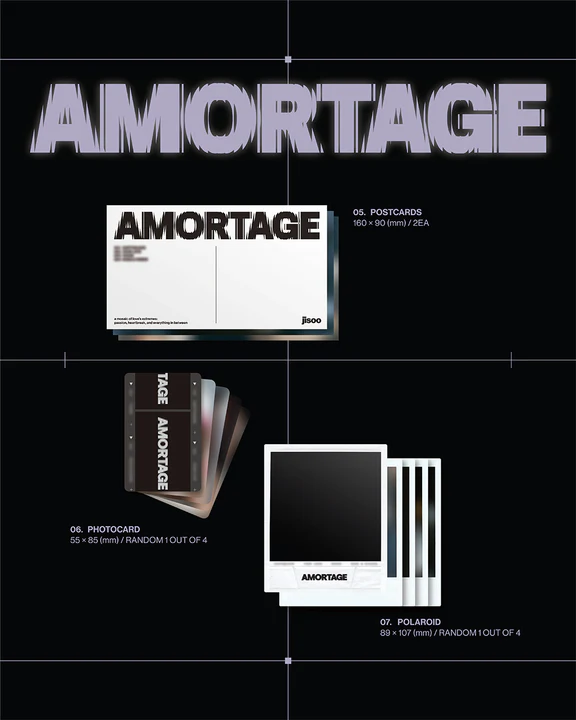 AMORTAGE
05. POSTCARDS
160 × 90 (mm) / 2EA
AMORTAGE
a mosaic of love's extremes:
passion, heartbreak, and everything in between
jisoo
TAGE
AMORTAGE
06. PHOTOCARD
55 × 85 (mm) / RANDOM 1 OUT OF 4
AMORTAGE
07. POLAROID
89 × 107 (mm) / RANDOM 1 OUT OF 4